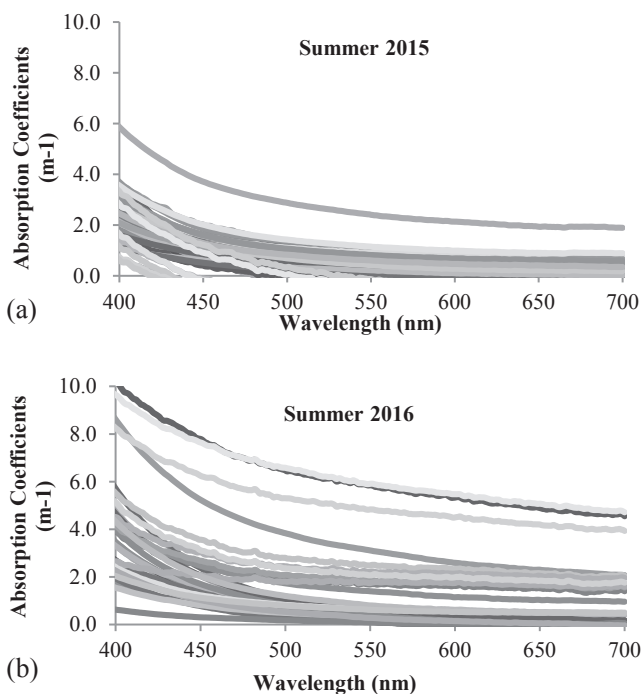 Summer 2015
Absorption Coefficients
(m-1)
10.0
8.0
6.0
4.0
2.0
0.0
400 450 500 550 600 650 700
Wavelength (nm)
(a)
Summer 2016
Absorption Coefficients
(m-1)
10.0
8.0
6.0
4.0
2.0
0.0
400 450 500 550 600 650 700
Wavelength (nm)
(b)